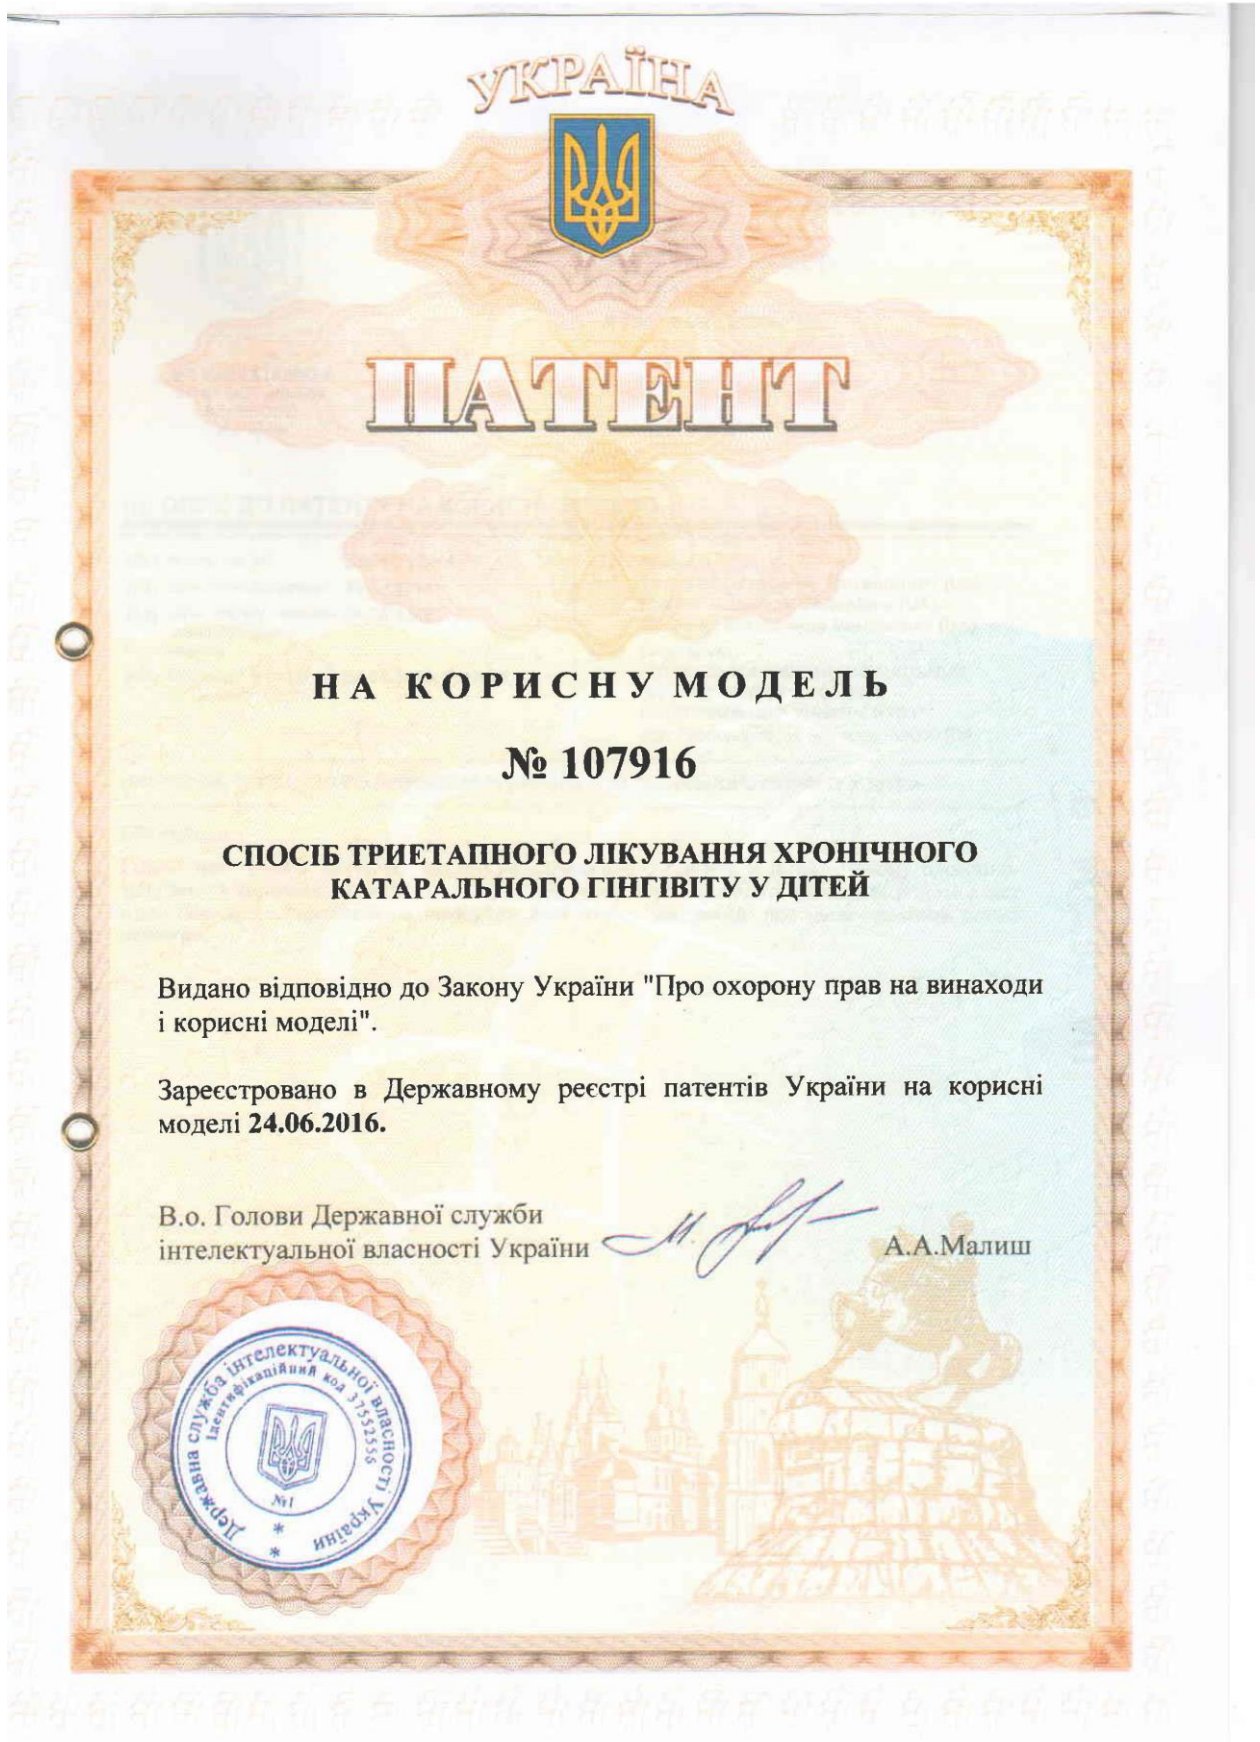 УКРАЇНА
ПАТЕНТ
НА КОРИСНУ МОДЕЛЬ
№ 107916
СПОСІБ ТРИЕТАПНОГО ЛІКУВАННЯ ХРОНІЧНОГО
КАТАРАЛЬНОГО ГІНГІВІТУ У ДІТЕЙ
Видано відповідно до Закону України "Про охорону прав на винаходи
і корисні моделі".
Зареєстровано в Державному реєстрі патентів України на корисні
моделі 24.06.2016.
В.о. Голови Державної служби
інтелектуальної власності України
А.А.Малиш
Державна служба інтелектуальної власності України
Ідентифікаційний код 37552556
№1